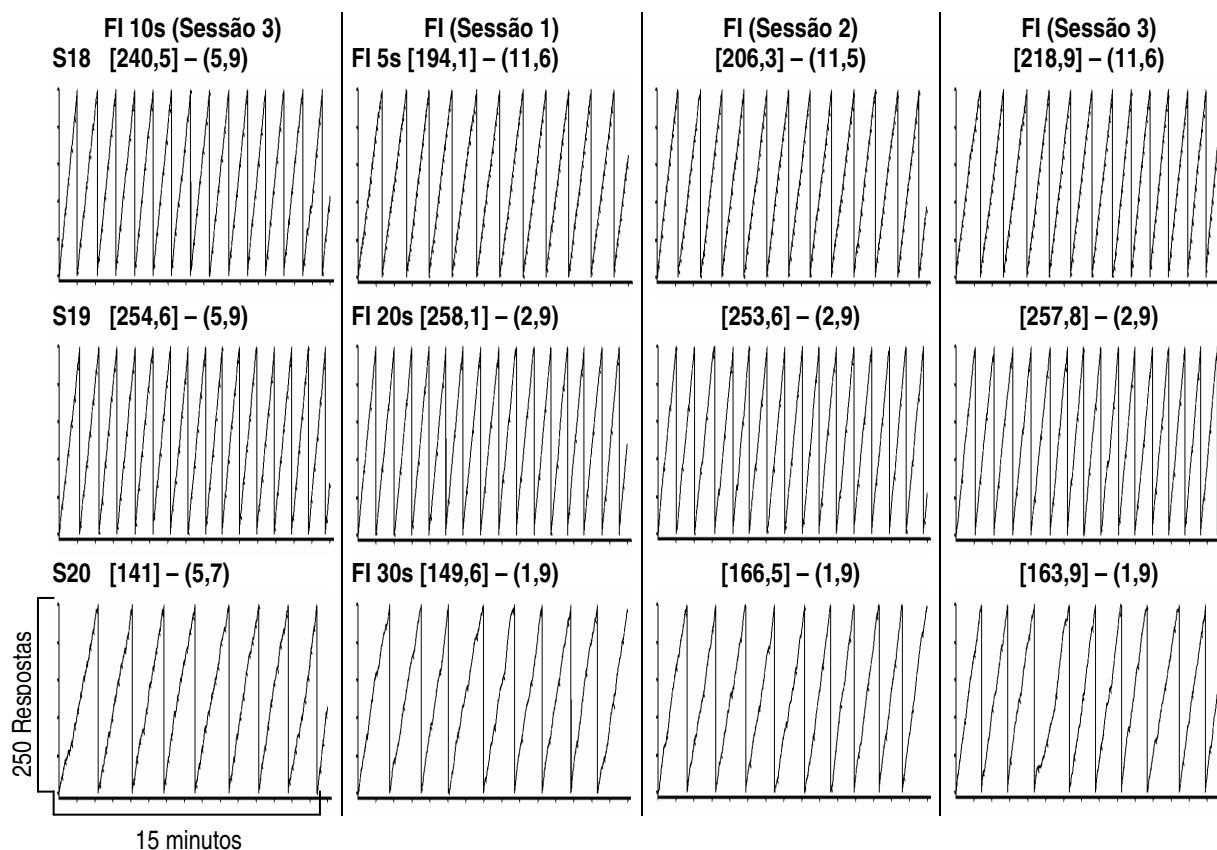 FI 10s (Sessão 3) FI (Sessão 1) FI (Sessão 2) FI (Sessão 3)
S18 [240,5] – (5,9) FI 5s [194,1] – (11,6) [206,3] – (11,5) [218,9] – (11,6)
S19 [254,6] – (5,9) FI 20s [258,1] – (2,9) [253,6] – (2,9) [257,8] – (2,9)
S20 [141] – (5,7) FI 30s [149,6] – (1,9) [166,5] – (1,9) [163,9] – (1,9)
250 Respostas
15 minutos